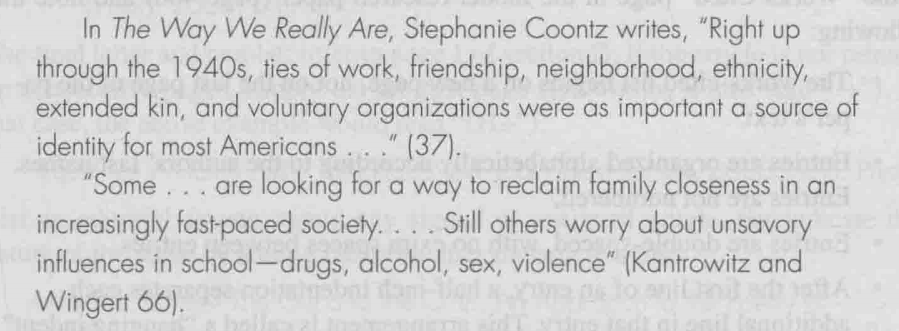 In The Way We Really Are, Stephanie Coontz writes, “Right up
through the 1940s, ties of work, friendship, neighborhood, ethnicity,
extended kin, and voluntary organizations were as important a source of
identity for most Americans . . . .” (37).
“Some . . . are looking for a way to reclaim family closeness in an
increasingly fast-paced society. . . . Still others worry about unsavory
influences in school—drugs, alcohol, sex, violence” (Kantrowitz and
Wingert 66).